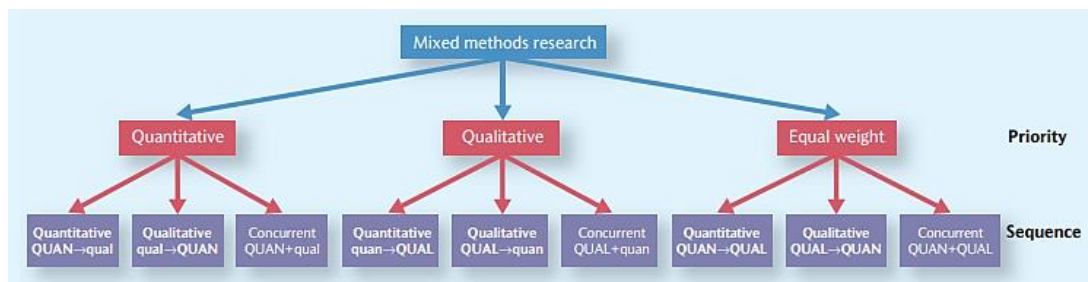 Mixed methods research
Quantitative
Qualitative
Equal weight
Priority
Quantitative
QUAN→qual
Qualitative
qual→QUAN
Concurrent
QUAN+qual
Quantitative
quan→QUAL
Qualitative
QUAL→quan
Concurrent
QUAL+quan
Quantitative
QUAN→QUAL
Qualitative
QUAL→QUAN
Concurrent
QUAN+QUAL
Sequence